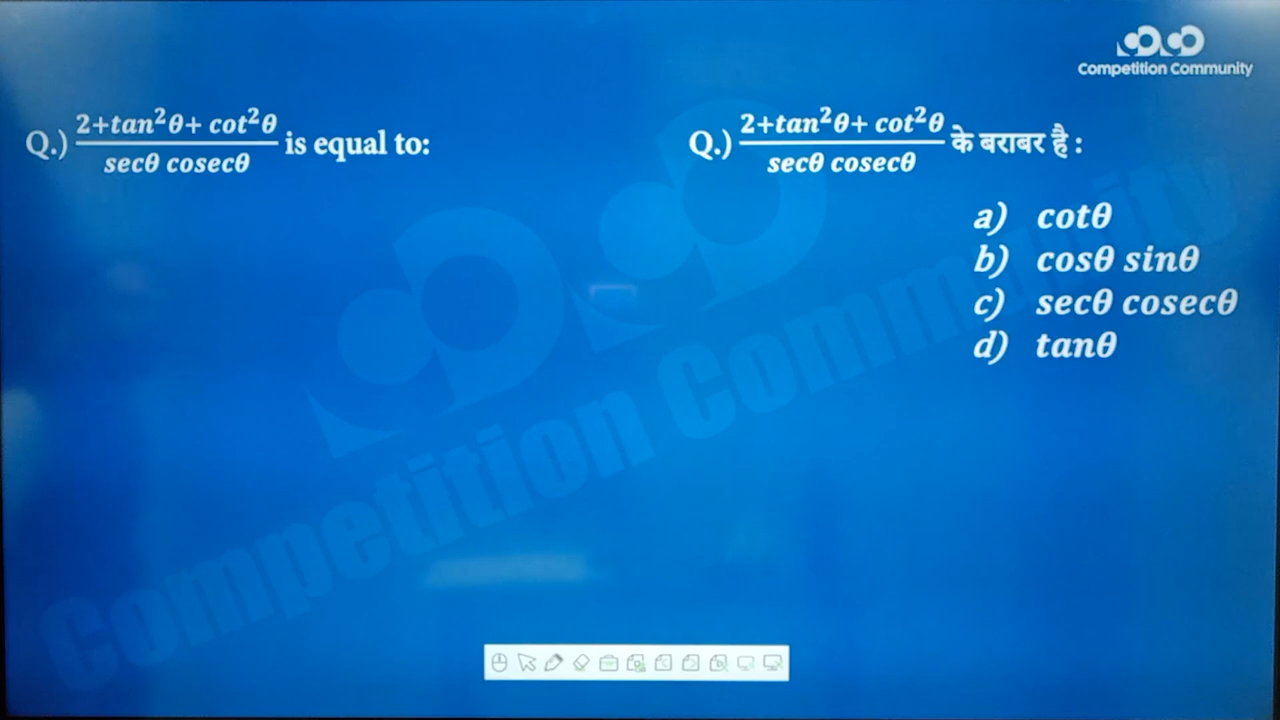 Competition Community
Q.) 2+tan²θ+ cot²θ / secθ cosecθ is equal to:
Q.) 2+tan²θ+ cot²θ / secθ cosecθ के बराबर है :
a) cotθ
b) cosθ sinθ
c) secθ cosecθ
d) tanθ
Competition Community